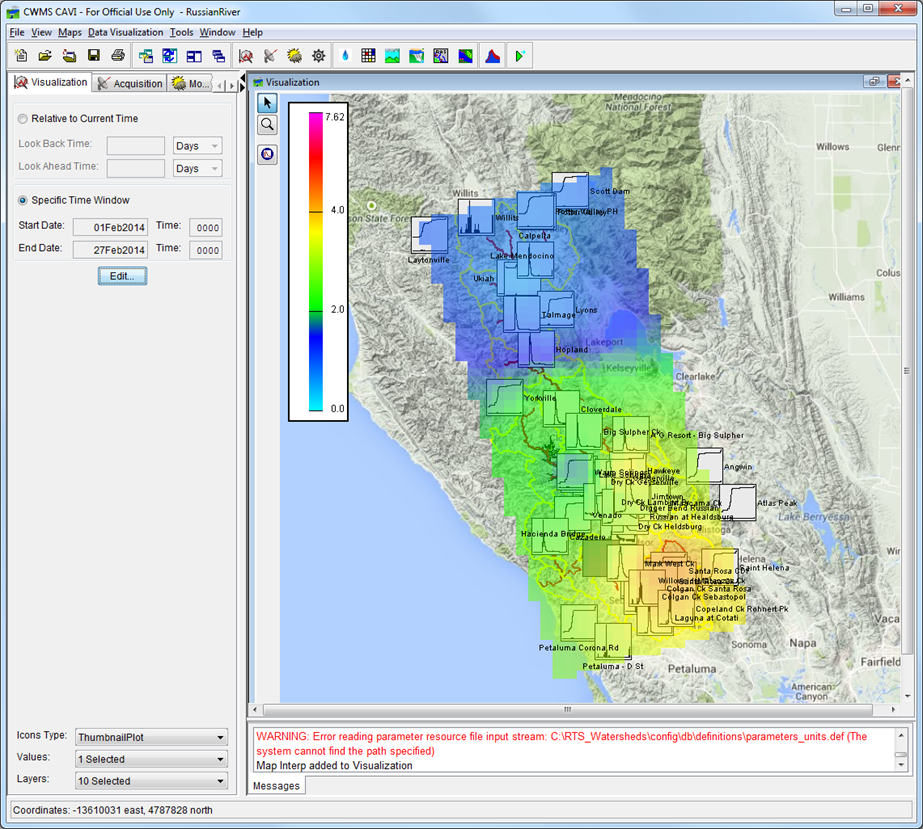 CWMS CAVI - For Official Use Only - RussianRiver
File View Maps Data Visualization Tools Window Help
Visualization Acquisition Mo...
Relative to Current Time
Look Back Time: Days
Look Ahead Time: Days
Specific Time Window
Start Date: 01Feb2014 Time: 0000
End Date: 27Feb2014 Time: 0000
Edit...
Icons Type: ThumbnailPlot
Values: 1 Selected
Layers: 10 Selected
Visualization
7.62
4.0
2.0
0.0
Mendocino
National Forest
Willows
Glenn
Willits
Scott Dam
son State Fores
Willits
Calpella
Laytonville
Lake Mendocino
Ukiah
Colus
Williams
Lyons
Talmage
Hopland
Lakeport
Kelseyville
Clearlake
Yorkville
Cloverdale
Big Sulpher Ck
G Resort - Big Sulpher
Angwin
Hawkeye
Dry Ck Geyserville
Jimtown
Atlas Peak
Dry Ck Lambert
Digger Bend Russian
Venado
Russian at Healdsburg
Lake Berryessa
Dry Ck Heldsburg
Hacienda Bridge
Cazadero
Helena
Mark West Ck
Saint Helena
Santa Rosa CDF
Colgan Ck Santa Rosa
Colgan Ck Sebastopol
Copeland Ck Rohnert Pk
Laguna at Cotati
Vaca
Petaluma Corona Rd
Sonoma
Napa
Petaluma - D St
Petaluma
Fairfield
American
Canyon
WARNING: Error reading parameter resource file input stream: C:\RTS_Watersheds\config\db\definitions\parameters_units.def (The
system cannot find the path specified)
Map Interp added to Visualization
Messages
Coordinates: -13610031 east, 4787828 north